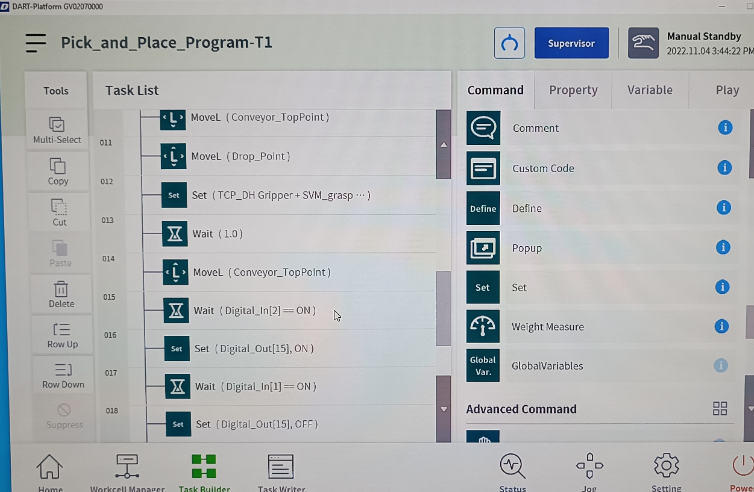 DART-Platform GV02070000
Pick_and_Place_Program-T1
Supervisor
Manual Standby
2022.11.04 3:44:22 PM
Tools
Multi-Select
Copy
Cut
Paste
Delete
Row Up
Row Down
Suppress
Task List
MoveL ( Conveyor_TopPoint )
011
MoveL ( Drop_Point )
012
Set Set ( TCP_DH Gripper + SVM_grasp ··· )
013
Wait ( 1.0 )
014
MoveL ( Conveyor_TopPoint )
015
Wait ( Digital_In[2] == ON )
016
Set Set ( Digital_Out[15], ON )
017
Wait ( Digital_In[1] == ON )
018
Set Set ( Digital_Out[15], OFF )
Command Property Variable Play
Comment
Custom Code
Define Define
Popup
Set Set
Weight Measure
Global Var. GlobalVariables
Advanced Command
Home Workcell Manager Task Builder Task Writer Status Jog Setting Power